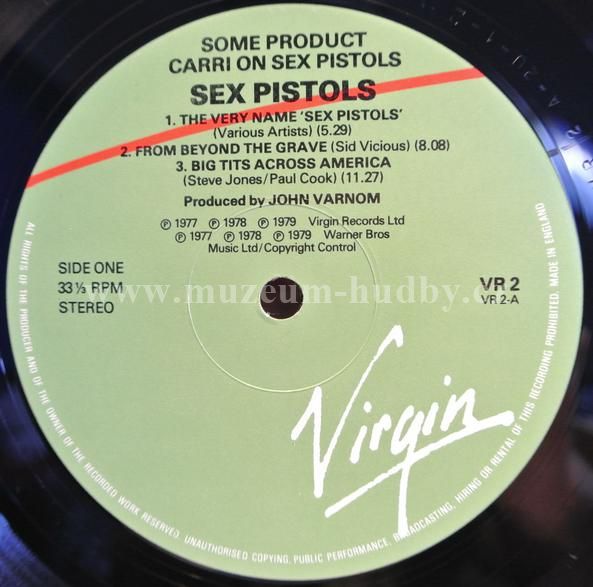 SOME PRODUCT
CARRI ON SEX PISTOLS
SEX PISTOLS
1. THE VERY NAME 'SEX PISTOLS'
(Various Artists) (5.29)
2. FROM BEYOND THE GRAVE (Sid Vicious) (8.08)
3. BIG TITS ACROSS AMERICA
(Steve Jones/Paul Cook) (11.27)
Produced by JOHN VARNOM
℗ 1977 ℗ 1978 ℗ 1979 Virgin Records Ltd
℗ 1977 ℗ 1978 ℗ 1979 Warner Bros
Music Ltd/Copyright Control
SIDE ONE
33 ⅓ RPM
STEREO
VR 2
VR 2-A
www.muzeum-hudby.c
Virgin
ALL RIGHTS OF THE PRODUCER AND OF THE OWNER OF THE RECORDED WORK RESERVED. UNAUTHORISED COPYING, PUBLIC PERFORMANCE, BROADCASTING, HIRING OR RENTAL OF THIS RECORDING PROHIBITED. MADE IN ENGLAND